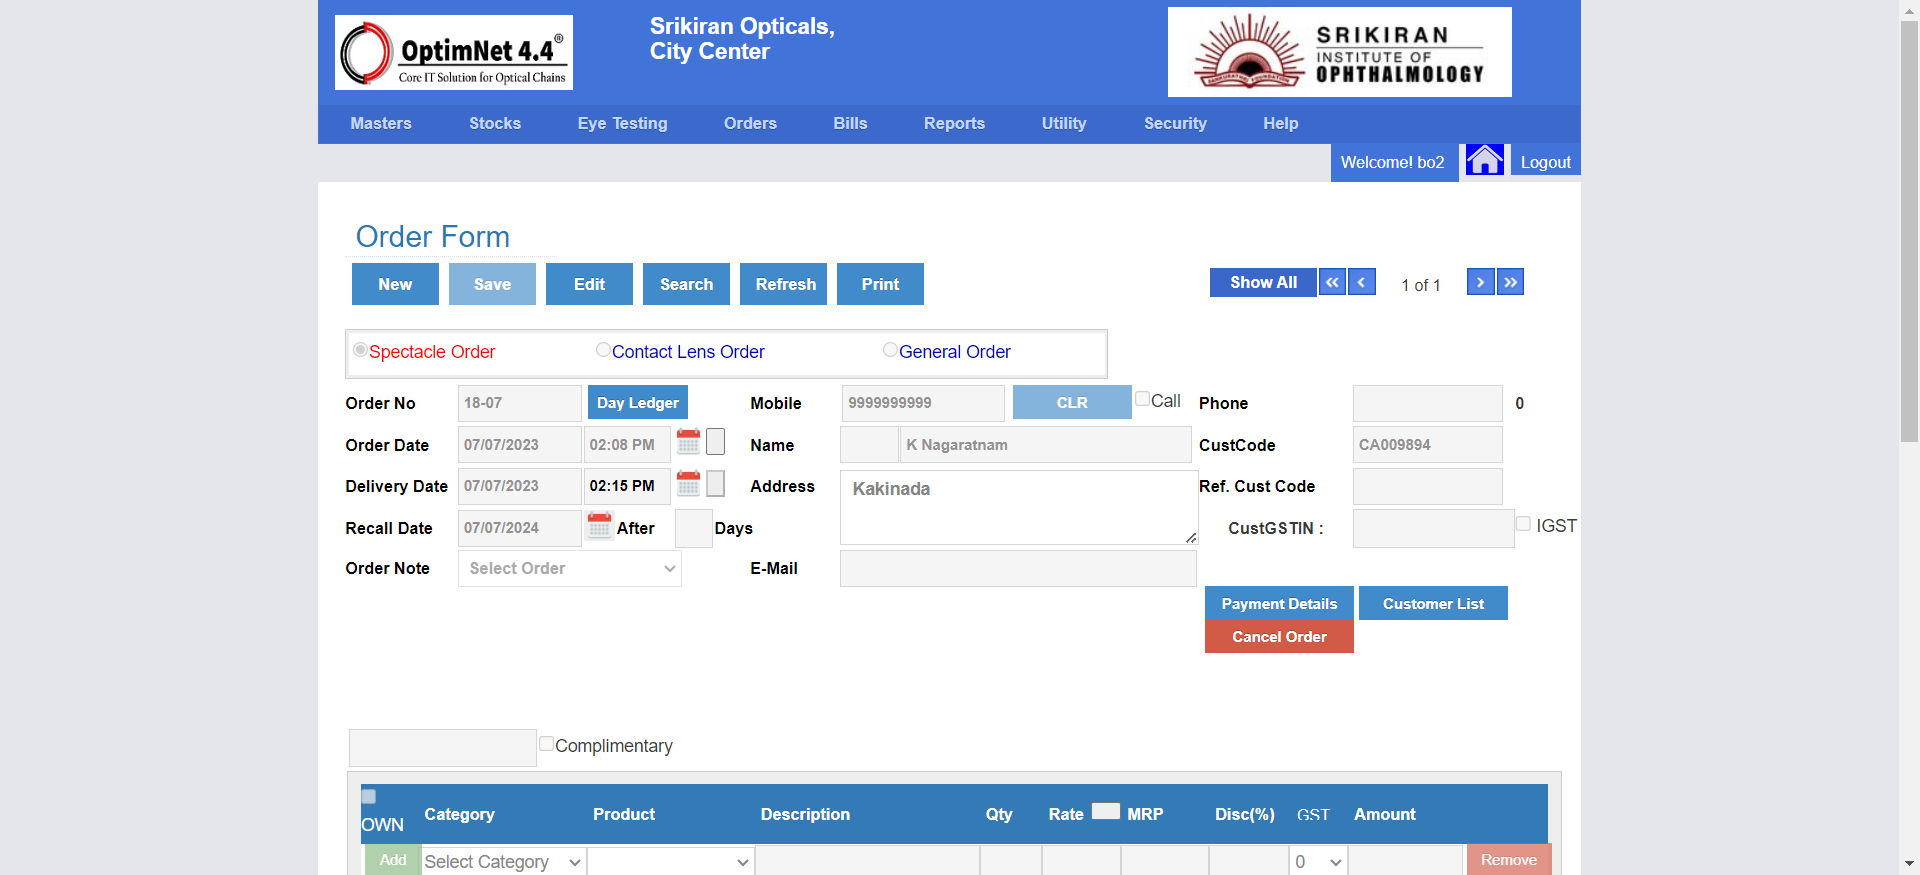 OptimNet 4.4®
Core IT Solution for Optical Chains
Srikiran Opticals,
City Center
SRIKIRAN
INSTITUTE OF
OPHTHALMOLOGY
Masters Stocks Eye Testing Orders Bills Reports Utility Security Help
Welcome! bo2 Logout
Order Form
New Save Edit Search Refresh Print Show All 1 of 1
Spectacle Order Contact Lens Order General Order
Order No 18-07 Day Ledger Mobile 9999999999 CLR Call Phone 0
Order Date 07/07/2023 02:08 PM Name K Nagaratnam CustCode CA009894
Delivery Date 07/07/2023 02:15 PM Address Kakinada Ref. Cust Code
Recall Date 07/07/2024 After Days CustGSTIN : IGST
Order Note Select Order E-Mail
Payment Details Customer List
Cancel Order
Complimentary
OWN Category Product Description Qty Rate MRP Disc(%) GST Amount
Add Select Category 0 Remove